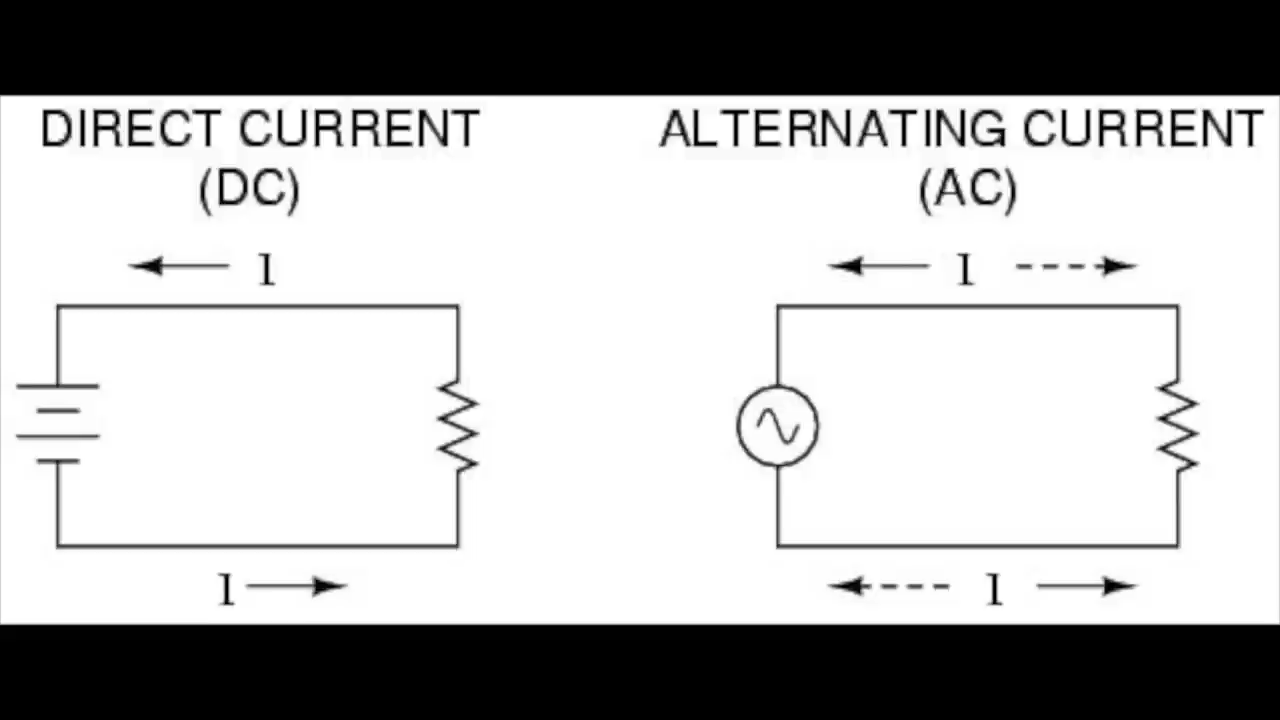 DIRECT CURRENT
(DC)
ALTERNATING CURRENT
(AC)
I
I
I
I